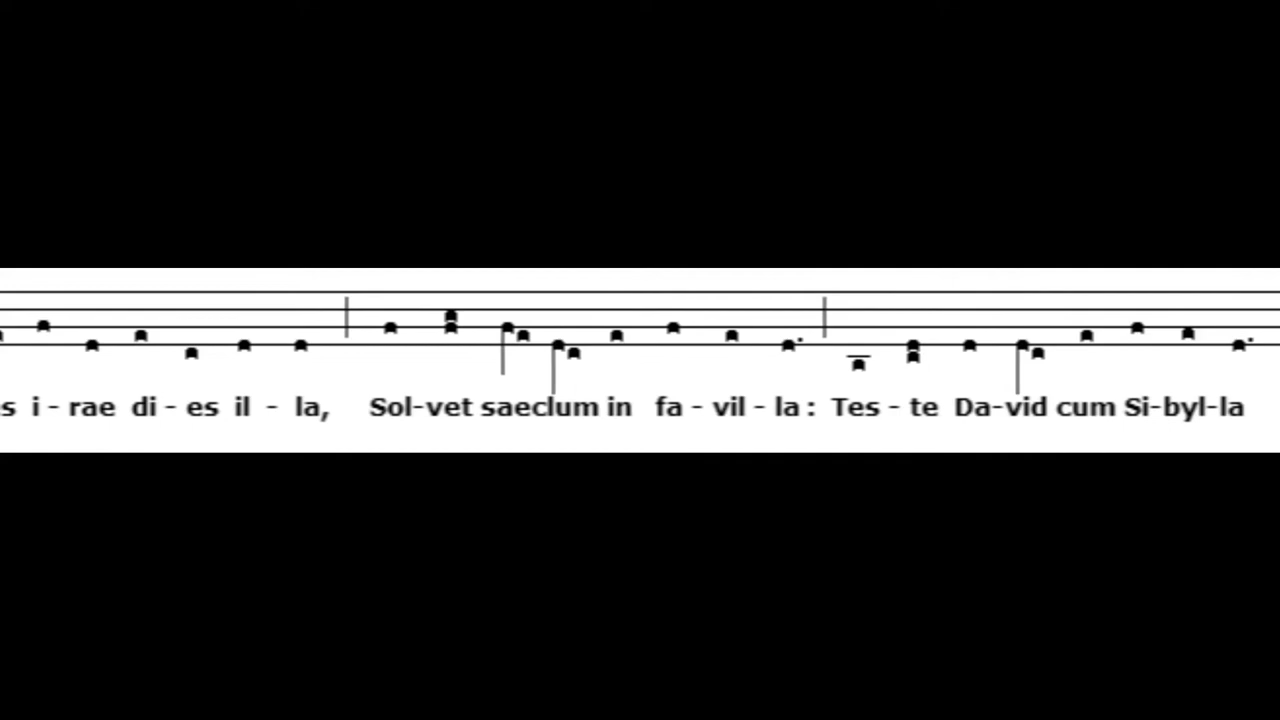 s i - rae di - es il - la, Sol-vet saeclum in fa - vil - la : Tes - te Da-vid cum Si-byl-la